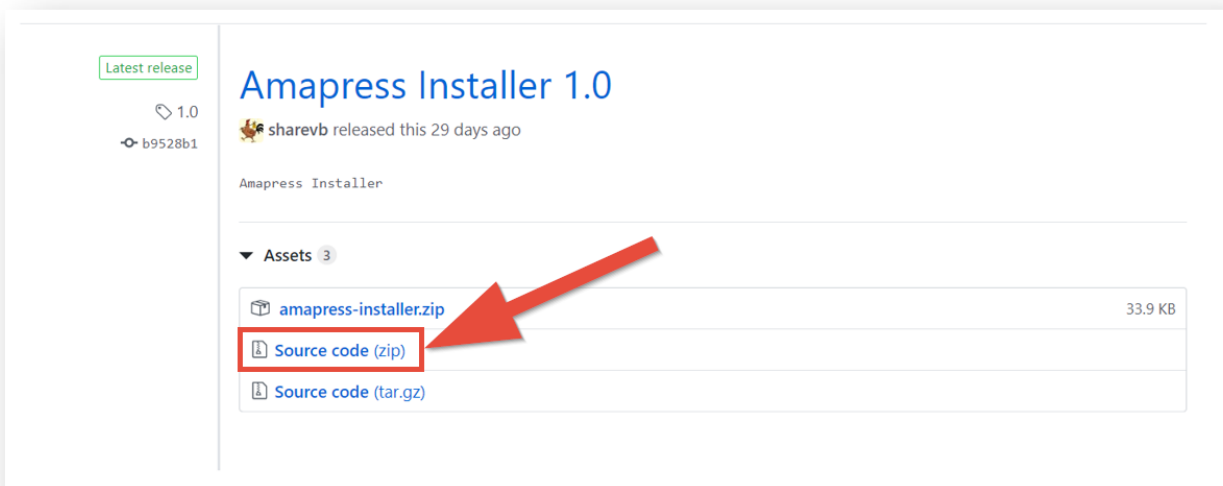 Latest release
1.0
b9528b1
Amapress Installer 1.0
sharevb released this 29 days ago
Amapress Installer
Assets 3
amapress-installer.zip 33.9 KB
Source code (zip)
Source code (tar.gz)